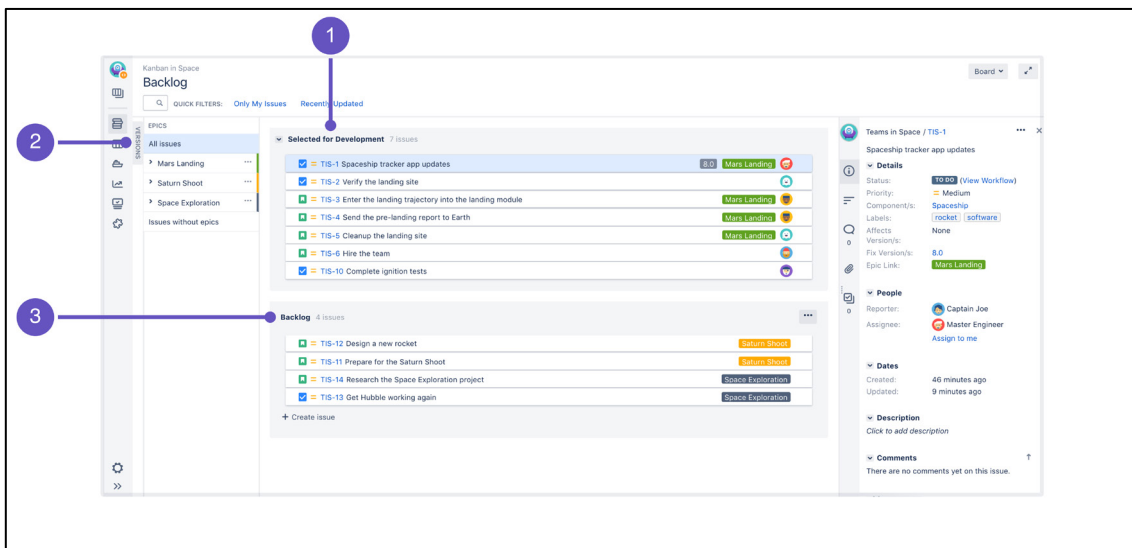 1
Kanban in Space
Backlog
Board
QUICK FILTERS: Only My Issues Recently Updated
2
VERSIONS
EPICS
All issues
Mars Landing
Saturn Shoot
Space Exploration
Issues without epics
Selected for Development 7 issues
TIS-1 Spaceship tracker app updates 8.0 Mars Landing
TIS-2 Verify the landing site
TIS-3 Enter the landing trajectory into the landing module Mars Landing
TIS-4 Send the pre-landing report to Earth Mars Landing
TIS-5 Cleanup the landing site Mars Landing
TIS-6 Hire the team
TIS-10 Complete ignition tests
3
Backlog 4 issues
TIS-12 Design a new rocket Saturn Shoot
TIS-11 Prepare for the Saturn Shoot Saturn Shoot
TIS-14 Research the Space Exploration project Space Exploration
TIS-13 Get Hubble working again Space Exploration
+ Create issue
Teams in Space / TIS-1
Spaceship tracker app updates
Details
Status: TO DO (View Workflow)
Priority: Medium
Component/s: Spaceship
Labels: rocket software
Affects None
Version/s:
Fix Version/s: 8.0
Epic Link: Mars Landing
0
0
People
Reporter: Captain Joe
Assignee: Master Engineer
Assign to me
Dates
Created: 46 minutes ago
Updated: 9 minutes ago
Description
Click to add description
Comments
There are no comments yet on this issue.